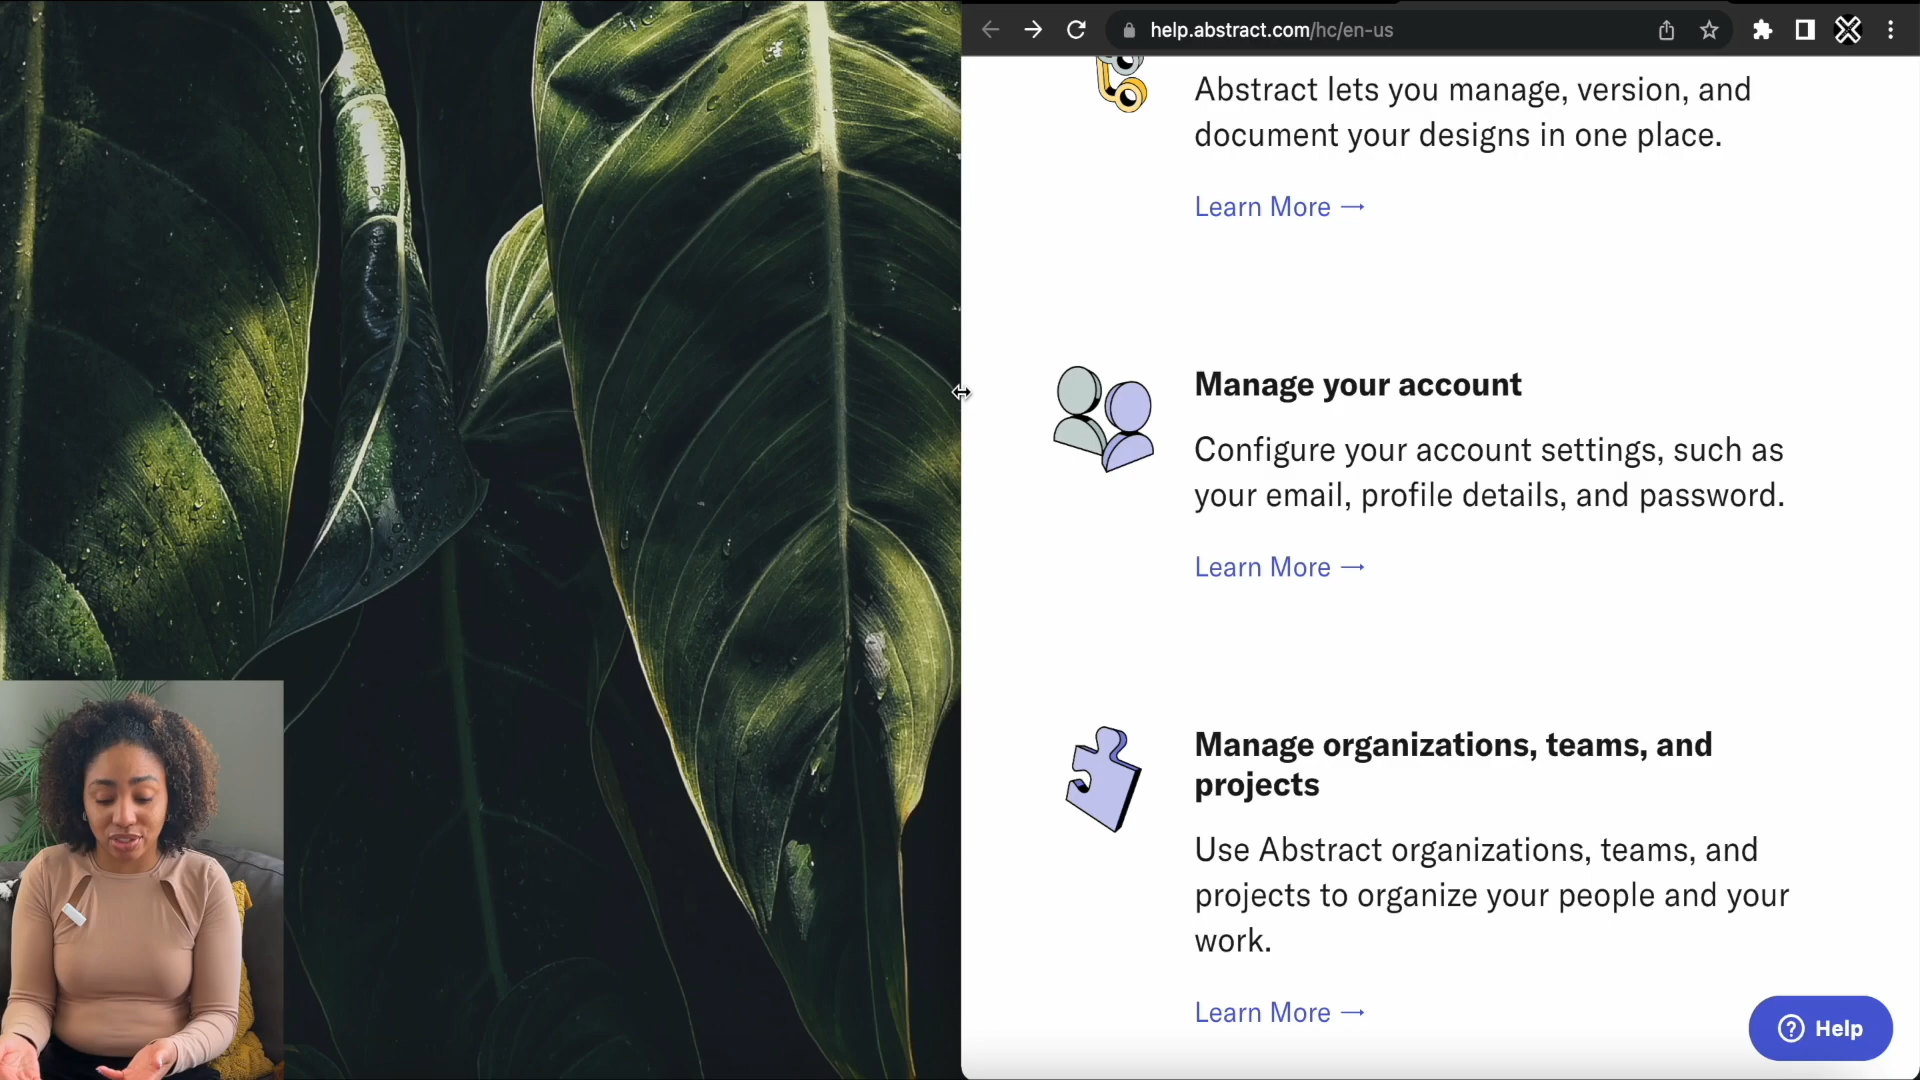 help.abstract.com/hc/en-us
Abstract lets you manage, version, and
document your designs in one place.
Learn More →
Manage your account
Configure your account settings, such as
your email, profile details, and password.
Learn More →
Manage organizations, teams, and
projects
Use Abstract organizations, teams, and
projects to organize your people and your
work.
Learn More →
? Help